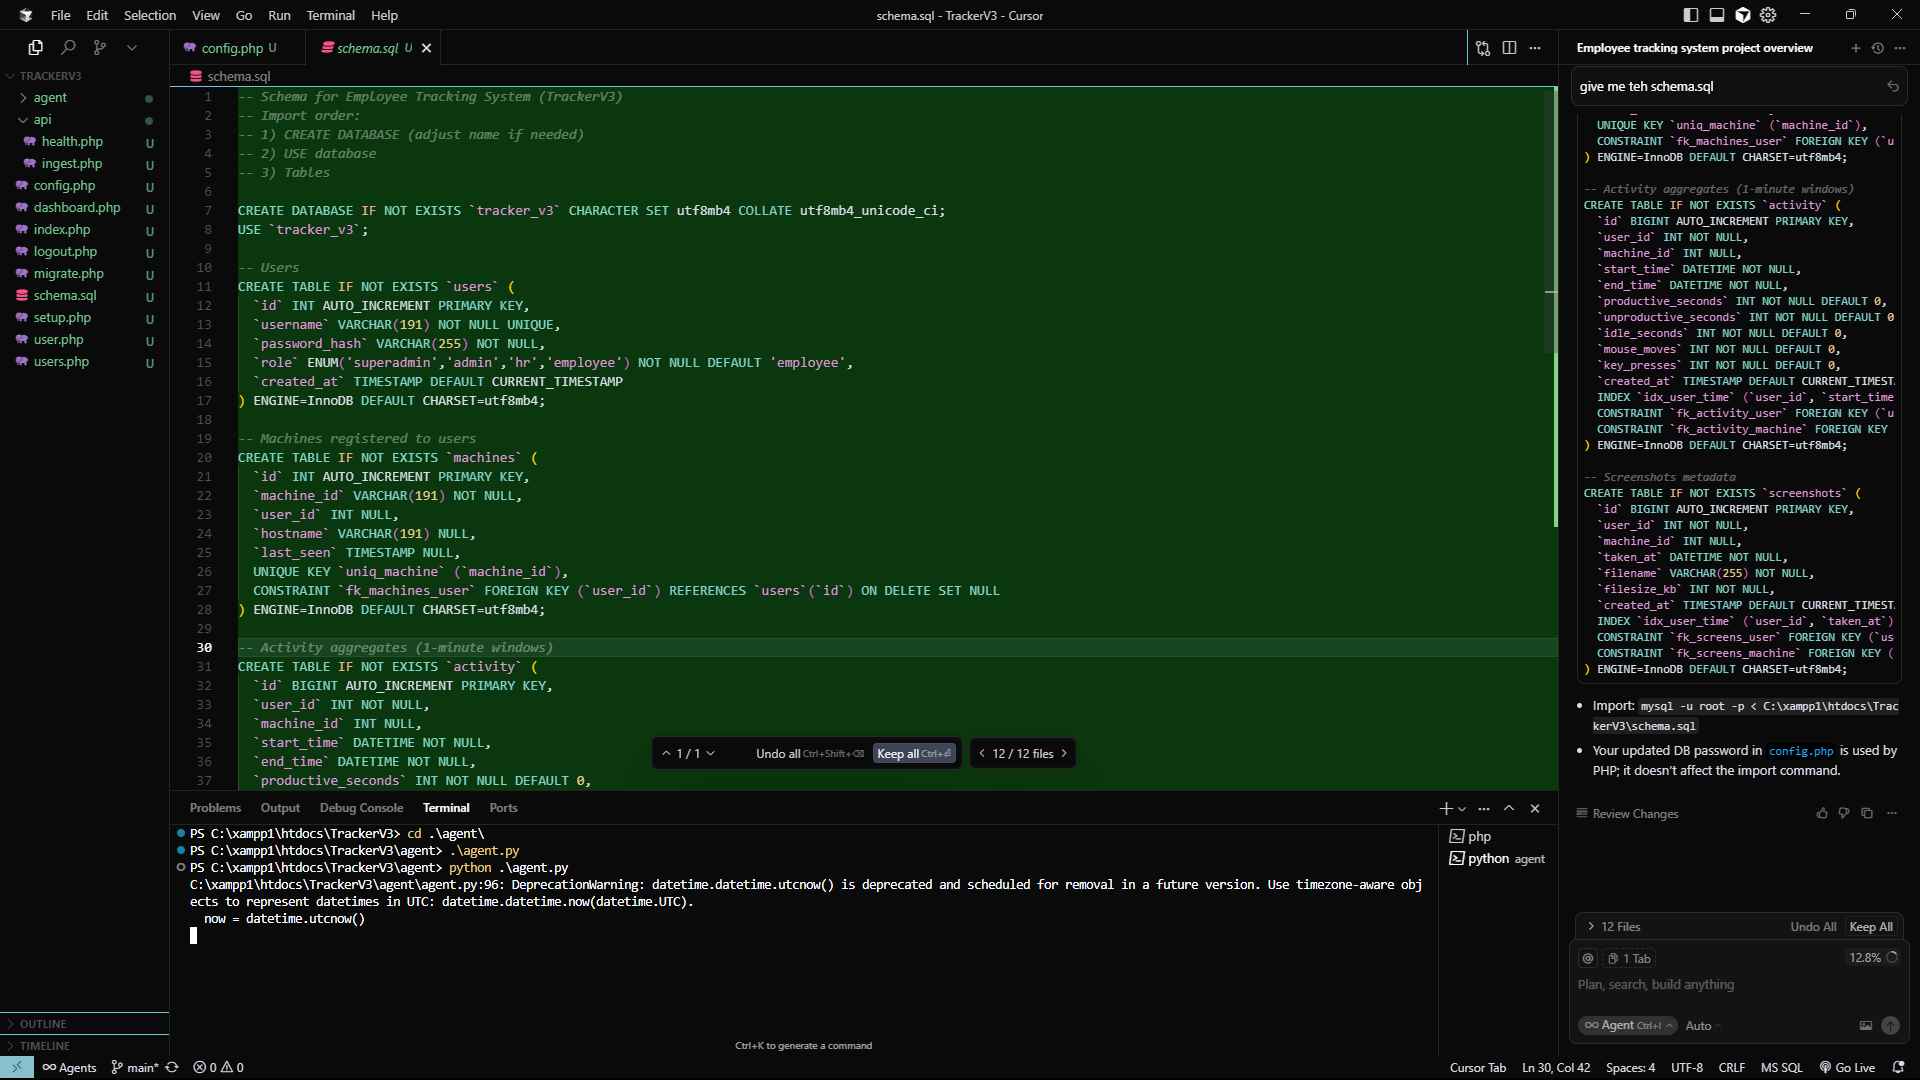 File Edit Selection View Go Run Terminal Help
schema.sql - TrackerV3 - Cursor
TRACKERV3
agent
api
health.php U
ingest.php U
config.php U
dashboard.php U
index.php U
logout.php U
migrate.php U
schema.sql U
setup.php U
user.php U
users.php U
OUTLINE
TIMELINE
config.php U
schema.sql U
schema.sql
1 -- Schema for Employee Tracking System (TrackerV3)
2 -- Import order:
3 -- 1) CREATE DATABASE (adjust name if needed)
4 -- 2) USE database
5 -- 3) Tables
6
7 CREATE DATABASE IF NOT EXISTS `tracker_v3` CHARACTER SET utf8mb4 COLLATE utf8mb4_unicode_ci;
8 USE `tracker_v3`;
9
10 -- Users
11 CREATE TABLE IF NOT EXISTS `users` (
12 `id` INT AUTO_INCREMENT PRIMARY KEY,
13 `username` VARCHAR(191) NOT NULL UNIQUE,
14 `password_hash` VARCHAR(255) NOT NULL,
15 `role` ENUM('superadmin','admin','hr','employee') NOT NULL DEFAULT 'employee',
16 `created_at` TIMESTAMP DEFAULT CURRENT_TIMESTAMP
17 ) ENGINE=InnoDB DEFAULT CHARSET=utf8mb4;
18
19 -- Machines registered to users
20 CREATE TABLE IF NOT EXISTS `machines` (
21 `id` INT AUTO_INCREMENT PRIMARY KEY,
22 `machine_id` VARCHAR(191) NOT NULL,
23 `user_id` INT NULL,
24 `hostname` VARCHAR(191) NULL,
25 `last_seen` TIMESTAMP NULL,
26 UNIQUE KEY `uniq_machine` (`machine_id`),
27 CONSTRAINT `fk_machines_user` FOREIGN KEY (`user_id`) REFERENCES `users`(`id`) ON DELETE SET NULL
28 ) ENGINE=InnoDB DEFAULT CHARSET=utf8mb4;
29
30 -- Activity aggregates (1-minute windows)
31 CREATE TABLE IF NOT EXISTS `activity` (
32 `id` BIGINT AUTO_INCREMENT PRIMARY KEY,
33 `user_id` INT NOT NULL,
34 `machine_id` INT NULL,
35 `start_time` DATETIME NOT NULL,
36 `end_time` DATETIME NOT NULL,
37 `productive_seconds` INT NOT NULL DEFAULT 0,
1 / 1 Undo all Ctrl+Shift+⌫ Keep all Ctrl+⏎ 12 / 12 files
Problems Output Debug Console Terminal Ports
PS C:\xampp1\htdocs\TrackerV3> cd .\agent\
PS C:\xampp1\htdocs\TrackerV3\agent> .\agent.py
PS C:\xampp1\htdocs\TrackerV3\agent> python .\agent.py
C:\xampp1\htdocs\TrackerV3\agent\agent.py:96: DeprecationWarning: datetime.datetime.utcnow() is deprecated and scheduled for removal in a future version. Use timezone-aware obj
ects to represent datetimes in UTC: datetime.datetime.now(datetime.UTC).
now = datetime.utcnow()
Ctrl+K to generate a command
php
python agent
Employee tracking system project overview
give me teh schema.sql
UNIQUE KEY `uniq_machine` (`machine_id`),
CONSTRAINT `fk_machines_user` FOREIGN KEY (`u
) ENGINE=InnoDB DEFAULT CHARSET=utf8mb4;
-- Activity aggregates (1-minute windows)
CREATE TABLE IF NOT EXISTS `activity` (
`id` BIGINT AUTO_INCREMENT PRIMARY KEY,
`user_id` INT NOT NULL,
`machine_id` INT NULL,
`start_time` DATETIME NOT NULL,
`end_time` DATETIME NOT NULL,
`productive_seconds` INT NOT NULL DEFAULT 0,
`unproductive_seconds` INT NOT NULL DEFAULT 0
`idle_seconds` INT NOT NULL DEFAULT 0,
`mouse_moves` INT NOT NULL DEFAULT 0,
`key_presses` INT NOT NULL DEFAULT 0,
`created_at` TIMESTAMP DEFAULT CURRENT_TIMEST
INDEX `idx_user_time` (`user_id`, `start_time
CONSTRAINT `fk_activity_user` FOREIGN KEY (`u
CONSTRAINT `fk_activity_machine` FOREIGN KEY
) ENGINE=InnoDB DEFAULT CHARSET=utf8mb4;
-- Screenshots metadata
CREATE TABLE IF NOT EXISTS `screenshots` (
`id` BIGINT AUTO_INCREMENT PRIMARY KEY,
`user_id` INT NOT NULL,
`machine_id` INT NULL,
`taken_at` DATETIME NOT NULL,
`filename` VARCHAR(255) NOT NULL,
`filesize_kb` INT NOT NULL,
`created_at` TIMESTAMP DEFAULT CURRENT_TIMEST
INDEX `idx_user_time` (`user_id`, `taken_at`)
CONSTRAINT `fk_screens_user` FOREIGN KEY (`us
CONSTRAINT `fk_screens_machine` FOREIGN KEY (
) ENGINE=InnoDB DEFAULT CHARSET=utf8mb4;
Import: mysql -u root -p < C:\xampp1\htdocs\Trac
kerV3\schema.sql
Your updated DB password in config.php is used by
PHP; it doesn't affect the import command.
Review Changes
12 Files Undo All Keep All
@ 1 Tab 12.8%
Plan, search, build anything
Agent Ctrl+I Auto
Agents main* 0 0
Cursor Tab Ln 30, Col 42 Spaces: 4 UTF-8 CRLF MS SQL Go Live